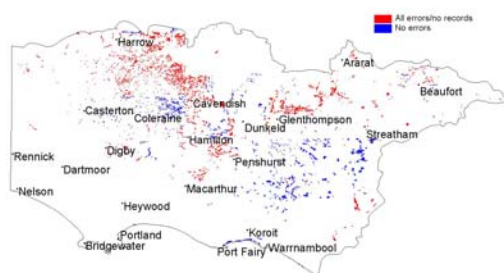 All errors/no records
No errors
Harrow
Ararat
Beaufort
Casterton
Cavendish
Coleraine
Glenthompson
Dunkeld
Streatham
Hamilton
Digby
Rennick
Penshurst
Dartmoor
Macarthur
Nelson
Heywood
Koroit
Portland
Bridgewater
Port Fairy
Warrnambool